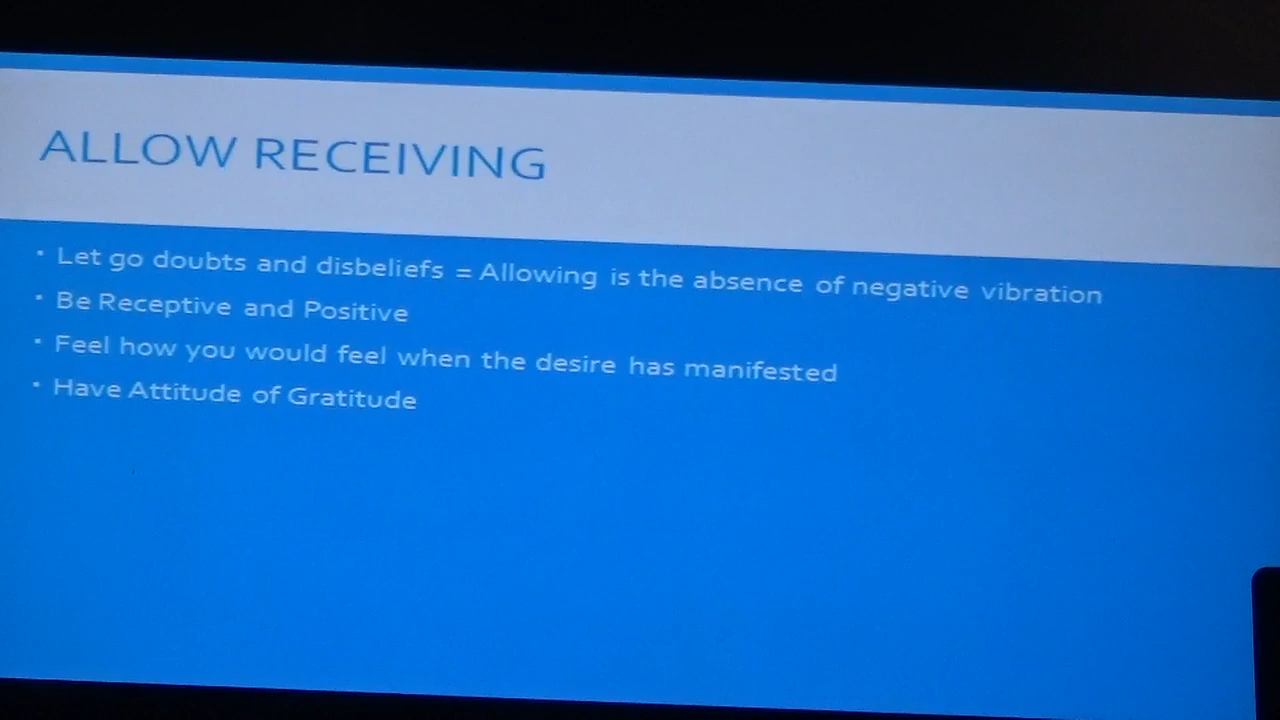 ALLOW RECEIVING
• Let go doubts and disbeliefs = Allowing is the absence of negative vibration
• Be Receptive and Positive
• Feel how you would feel when the desire has manifested
• Have Attitude of Gratitude